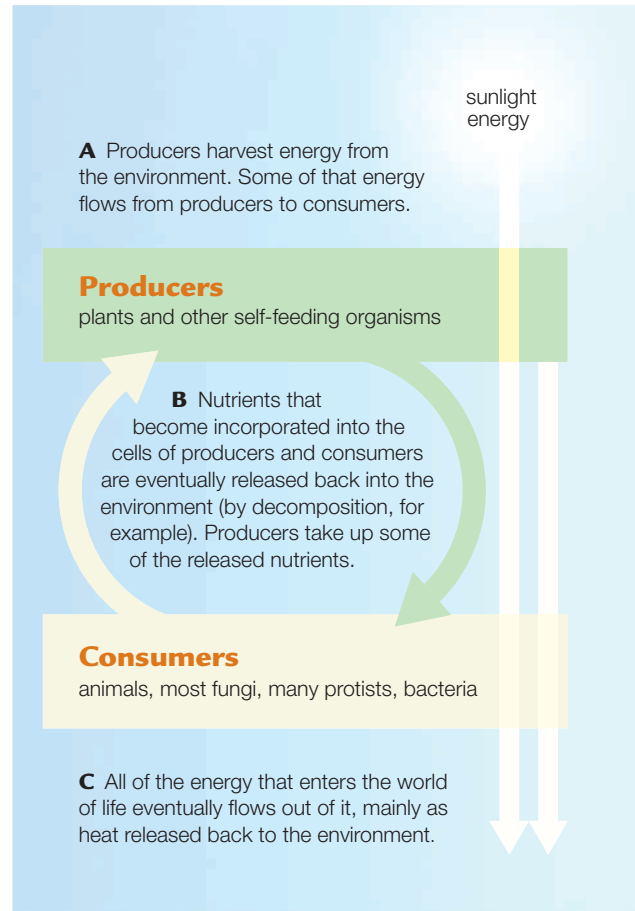 sunlight
energy
A Producers harvest energy from
the environment. Some of that energy
flows from producers to consumers.
Producers
plants and other self-feeding organisms
B Nutrients that
become incorporated into the
cells of producers and consumers
are eventually released back into the
environment (by decomposition, for
example). Producers take up some
of the released nutrients.
Consumers
animals, most fungi, many protists, bacteria
C All of the energy that enters the world
of life eventually flows out of it, mainly as
heat released back to the environment.